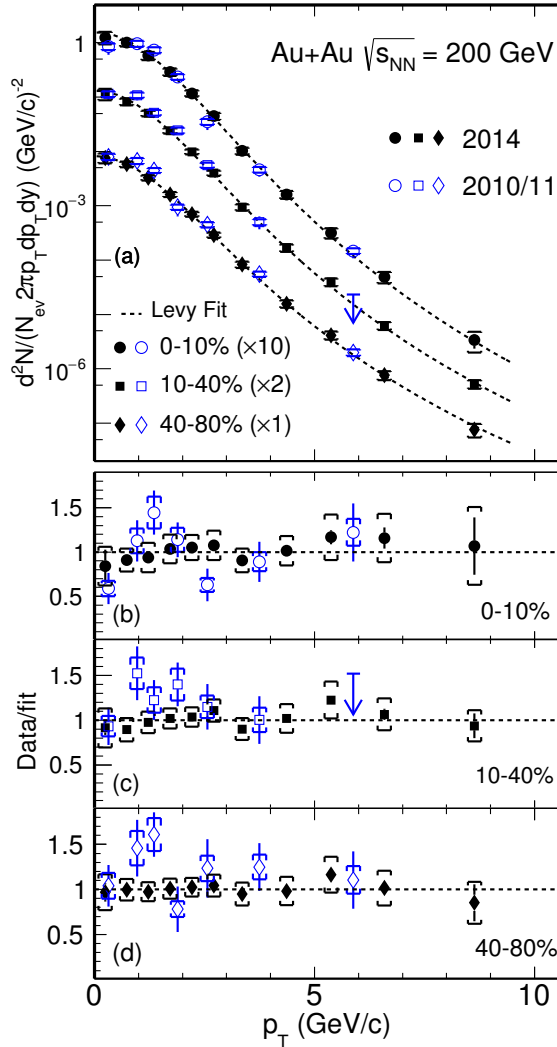 Au+Au √sNN = 200 GeV
2014
2010/11
(a)
Levy Fit
0-10% (×10)
10-40% (×2)
40-80% (×1)
1
10⁻³
10⁻⁶
d²N/(N_ev 2πp_T dp_T dy) (GeV/c)⁻²
1.5
1
0.5
(b)
0-10%
1.5
1
0.5
(c)
10-40%
1.5
1
0.5
(d)
40-80%
Data/fit
0 5 10
p_T (GeV/c)